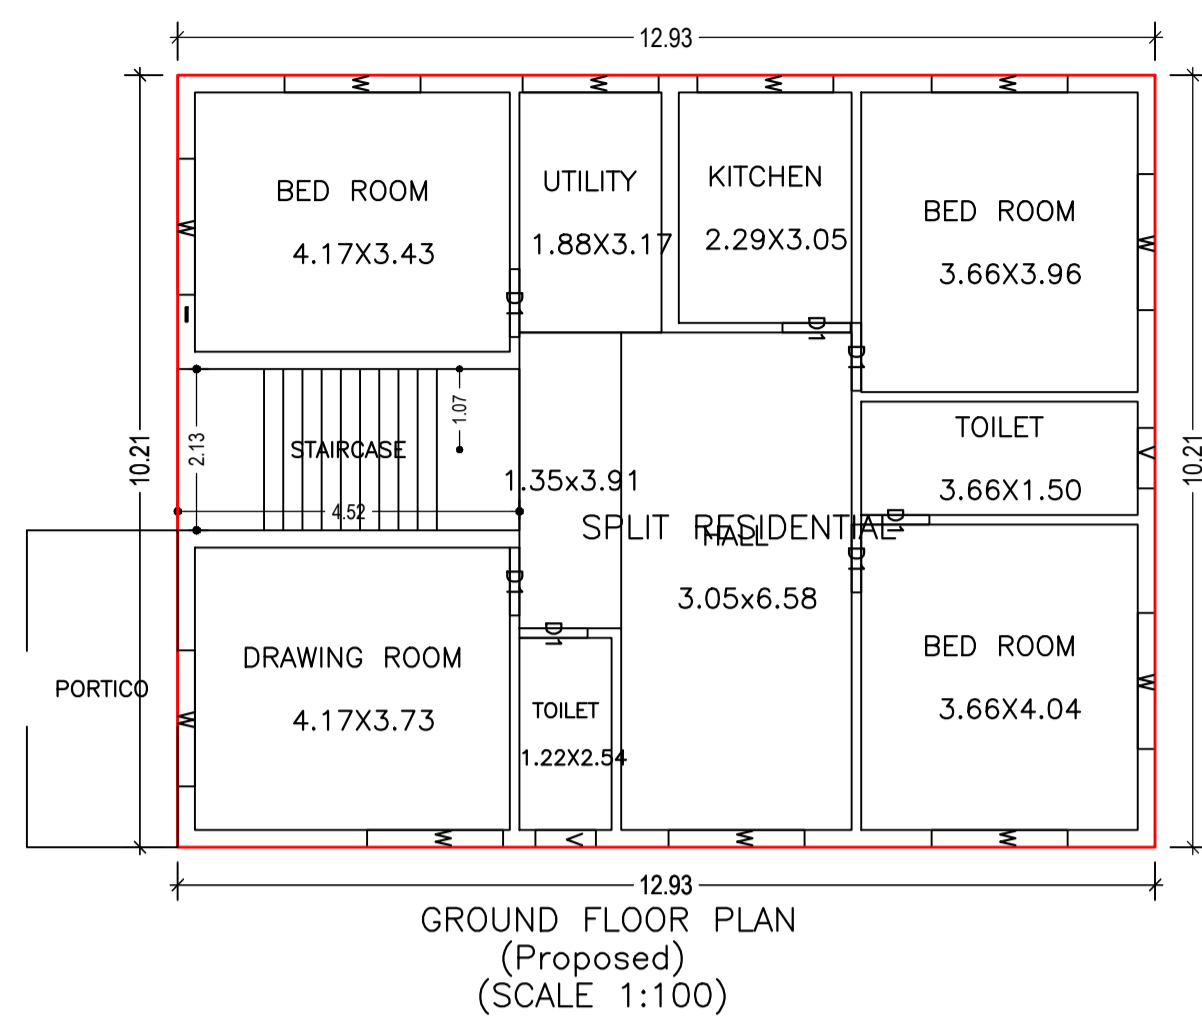 12.93
W
W
W
W
BED ROOM
4.17X3.43
UTILITY
1.88X3.17
KITCHEN
2.29X3.05
BED ROOM
3.66X3.96
W
W
D1
D1
D1
10.21
2.13
STAIRCASE
1.07
4.52
1.35x3.91
TOILET
3.66X1.50
V
10.21
D1
SPLIT RESIDENTIAL
HALL
3.05x6.58
D1
D1
D1
PORTICO
DRAWING ROOM
4.17X3.73
W
TOILET
1.22X2.54
BED ROOM
3.66X4.04
W
W
V
W
W
12.93
GROUND FLOOR PLAN
(Proposed)
(SCALE 1:100)